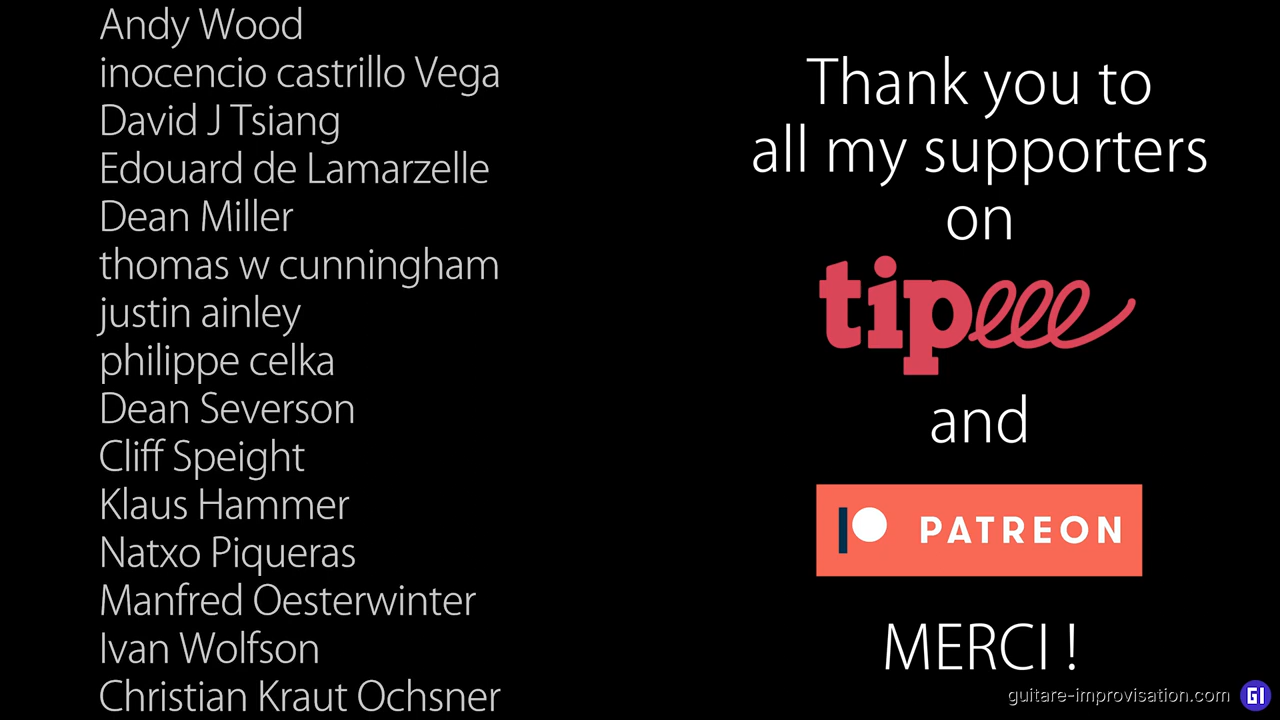 Andy Wood
inocencio castrillo Vega
David J Tsiang
Edouard de Lamarzelle
Dean Miller
thomas w cunningham
justin ainley
philippe celka
Dean Severson
Cliff Speight
Klaus Hammer
Natxo Piqueras
Manfred Oesterwinter
Ivan Wolfson
Christian Kraut Ochsner
Thank you to
all my supporters
on
tipeee
and
PATREON
MERCI !
guitare-improvisation.com GI